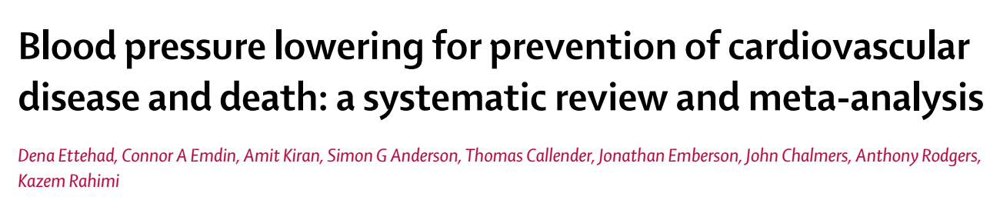 Blood pressure lowering for prevention of cardiovascular
disease and death: a systematic review and meta-analysis
Dena Ettehad, Connor A Emdin, Amit Kiran, Simon G Anderson, Thomas Callender, Jonathan Emberson, John Chalmers, Anthony Rodgers,
Kazem Rahimi